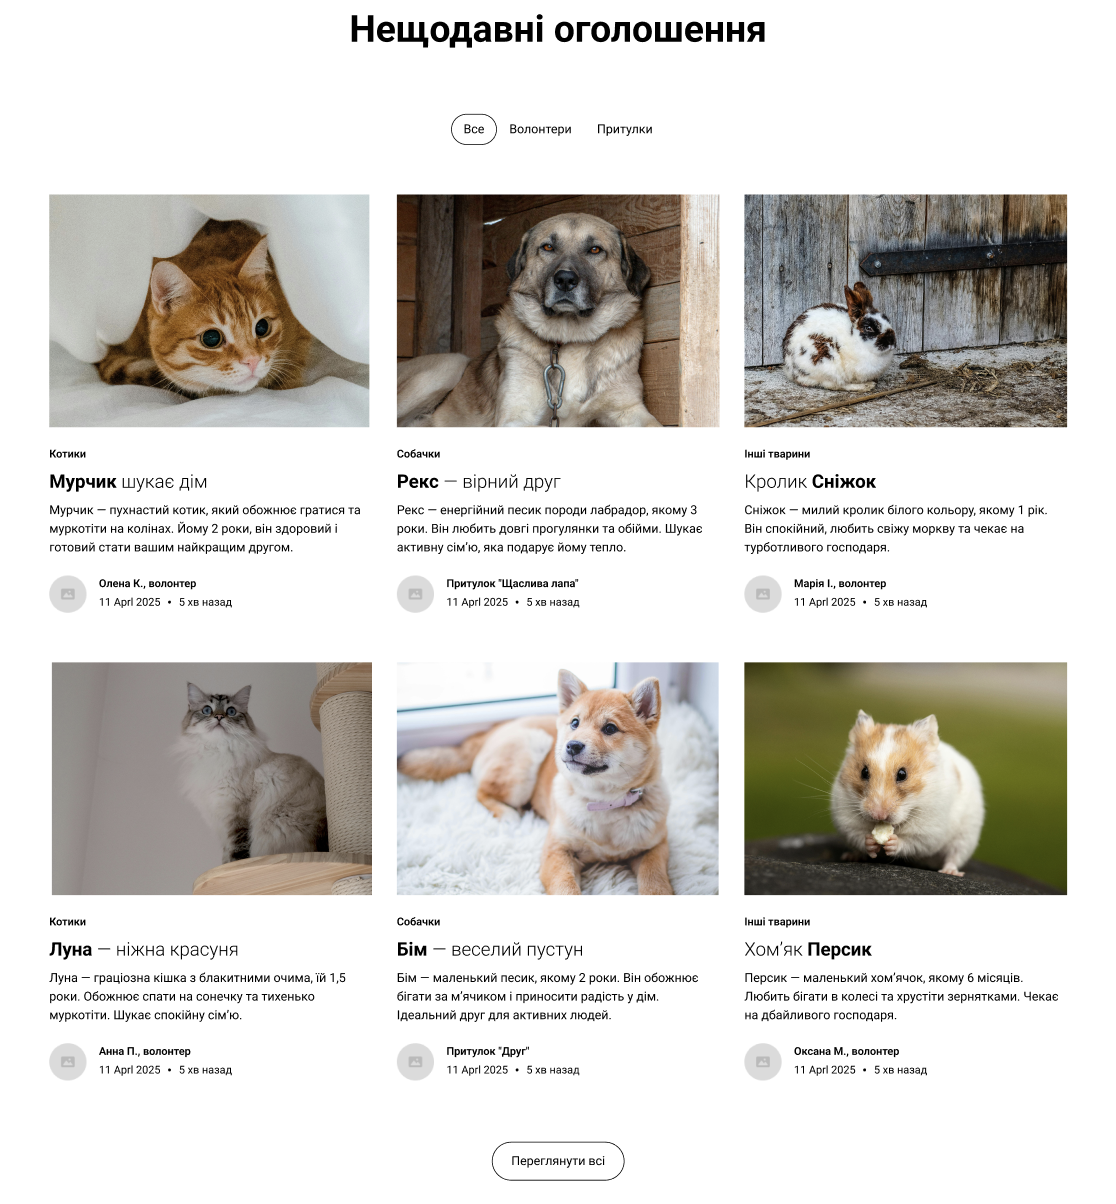 Нещодавні оголошення
Все Волонтери Притулки
Котики
Мурчик шукає дім
Мурчик — пухнастий котик, який обожнює гратися та
муркотіти на колінах. Йому 2 роки, він здоровий і
готовий стати вашим найкращим другом.
Олена К., волонтер
11 Aprl 2025 • 5 хв назад
Собачки
Рекс — вірний друг
Рекс — енергійний песик породи лабрадор, якому 3
роки. Він любить довгі прогулянки та обійми. Шукає
активну сім’ю, яка подарує йому тепло.
Притулок "Щаслива лапа"
11 Aprl 2025 • 5 хв назад
Інші тварини
Кролик Сніжок
Сніжок — милий кролик білого кольору, якому 1 рік.
Він спокійний, любить свіжу моркву та чекає на
турботливого господаря.
Марія І., волонтер
11 Aprl 2025 • 5 хв назад
Котики
Луна — ніжна красуня
Луна — граціозна кішка з блакитними очима, їй 1,5
роки. Обожнює спати на сонечку та тихенько
муркотіти. Шукає спокійну сім’ю.
Анна П., волонтер
11 Aprl 2025 • 5 хв назад
Собачки
Бім — веселий пустун
Бім — маленький песик, якому 2 роки. Він обожнює
бігати за м’ячиком і приносити радість у дім.
Ідеальний друг для активних людей.
Притулок "Друг"
11 Aprl 2025 • 5 хв назад
Інші тварини
Хом’як Персик
Персик — маленький хом’ячок, якому 6 місяців.
Любить бігати в колесі та хрустіти зернятками. Чекає
на дбайливого господаря.
Оксана М., волонтер
11 Aprl 2025 • 5 хв назад
Переглянути всі